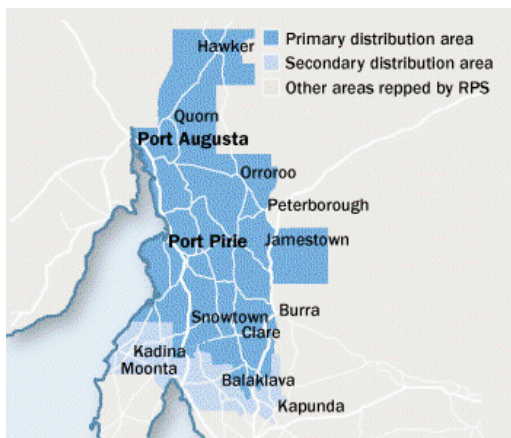 Hawker
Primary distribution area
Secondary distribution area
Other areas repped by RPS
Quorn
Port Augusta
Orroroo
Peterborough
Port Pirie
Jamestown
Snowtown
Burra
Clare
Kadina
Moonta
Balaklava
Kapunda